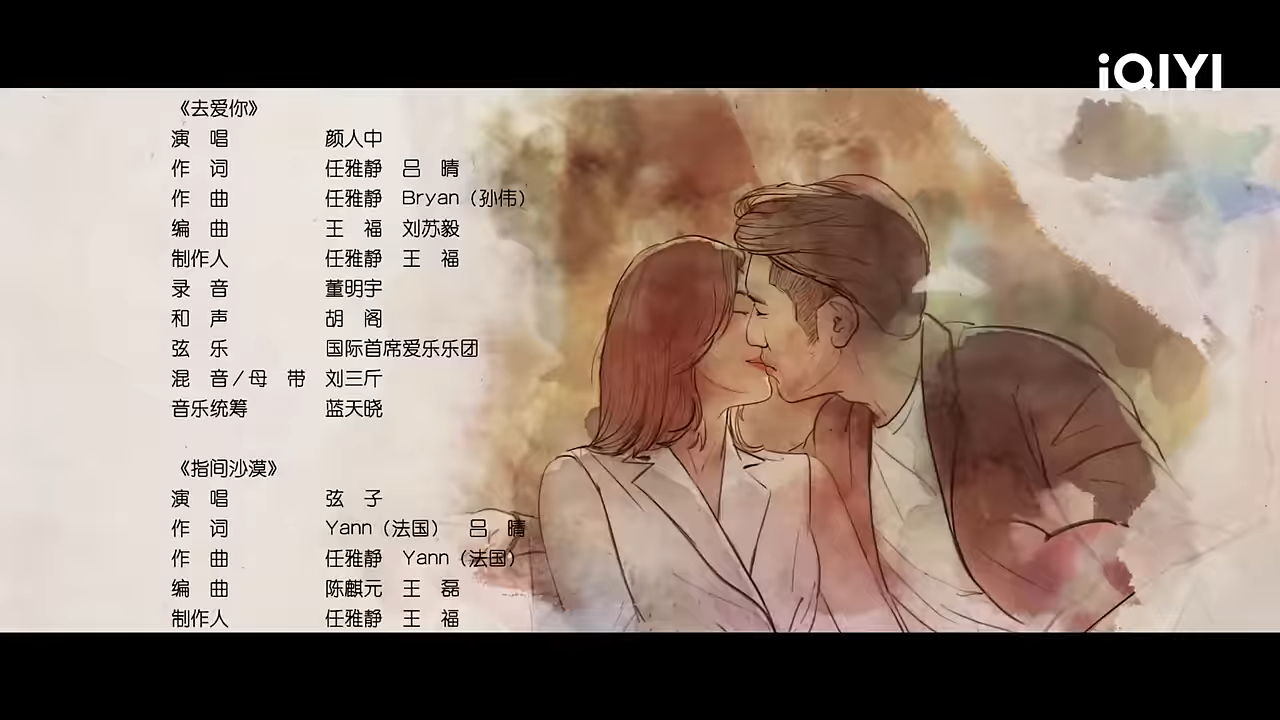 iQIYI
《去爱你》
演 唱 颜人中
作 词 任雅静 吕 晴
作 曲 任雅静 Bryan（孙伟）
编 曲 王 福 刘苏毅
制作人 任雅静 王 福
录 音 董明宇
和 声 胡 阁
弦 乐 国际首席爱乐乐团
混 音/母 带 刘三斤
音乐统筹 蓝天晓
《指间沙漠》
演 唱 弦 子
作 词 Yann（法国） 吕 晴
作 曲 任雅静 Yann（法国）
编 曲 陈麒元 王 磊
制作人 任雅静 王 福